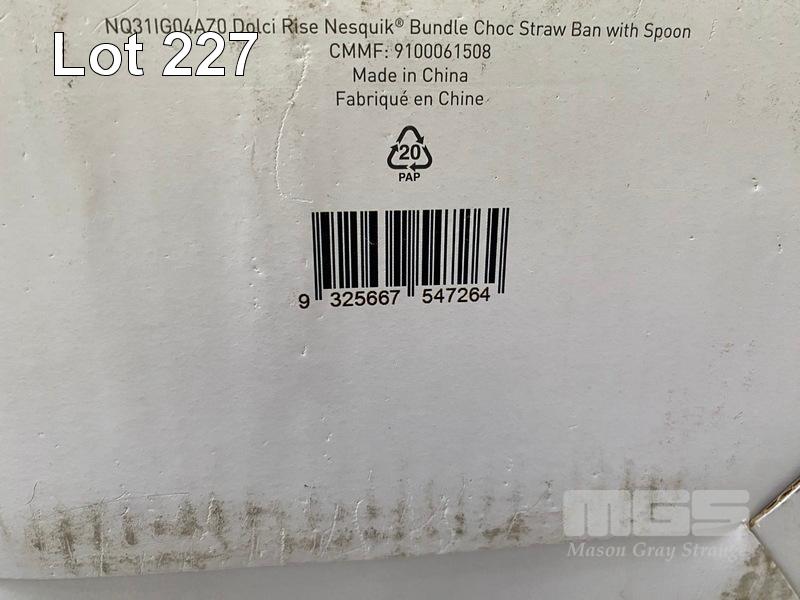 NQ31IG04AZ0 Dolci Rise Nesquik® Bundle Choc Straw Ban with Spoon
Lot 227
CMMF: 9100061508
Made in China
Fabriqué en Chine
20
PAP
9 325667 547264
MGS
Mason Gray Strange